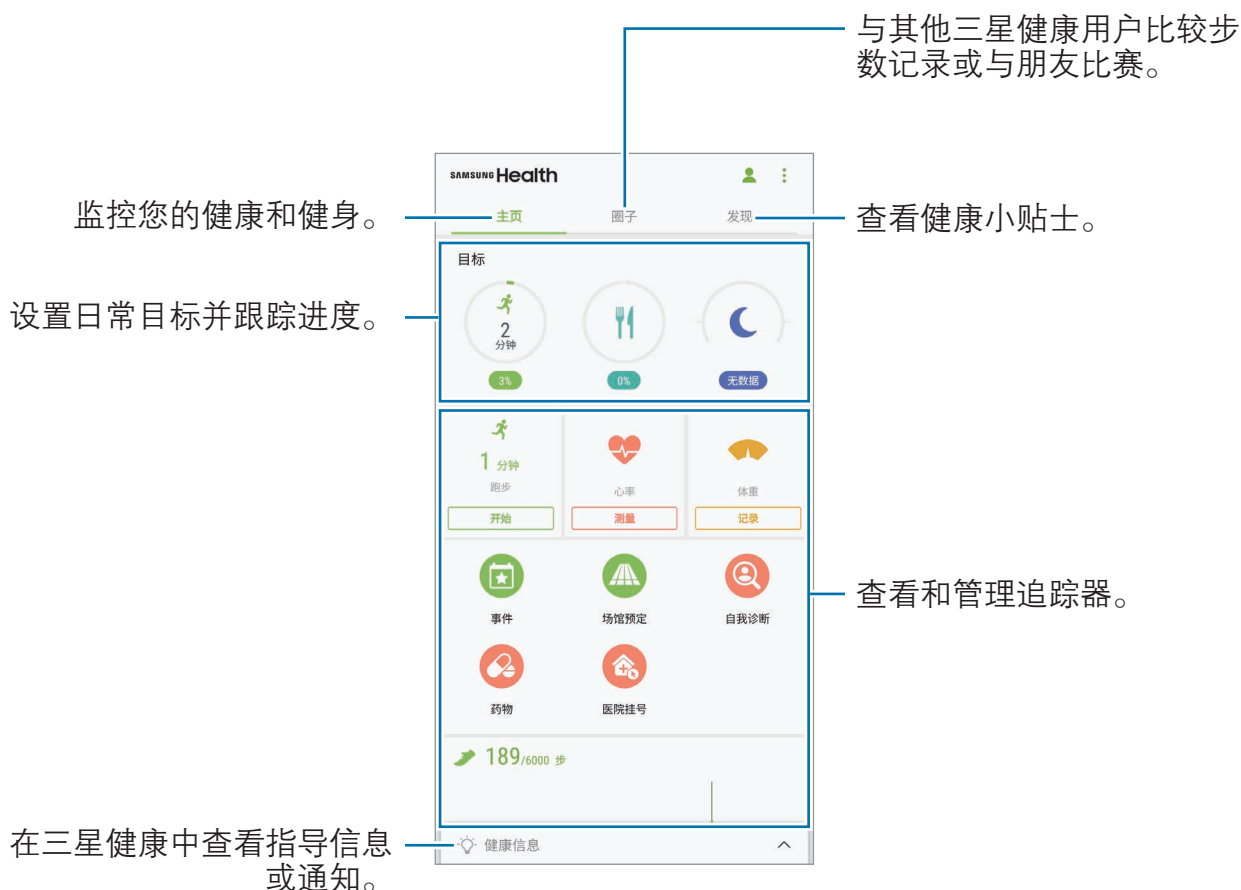 与其他三星健康用户比较步
数记录或与朋友比赛。
SAMSUNG Health
监控您的健康和健身。
主页
圈子
发现
查看健康小贴士。
目标
设置日常目标并跟踪进度。
2
分钟
3%
0%
无数据
1 分钟
跑步
心率
体重
开始
测量
记录
查看和管理追踪器。
事件
场馆预定
自我诊断
药物
医院挂号
189/6000 步
在三星健康中查看指导信息
或通知。
健康信息